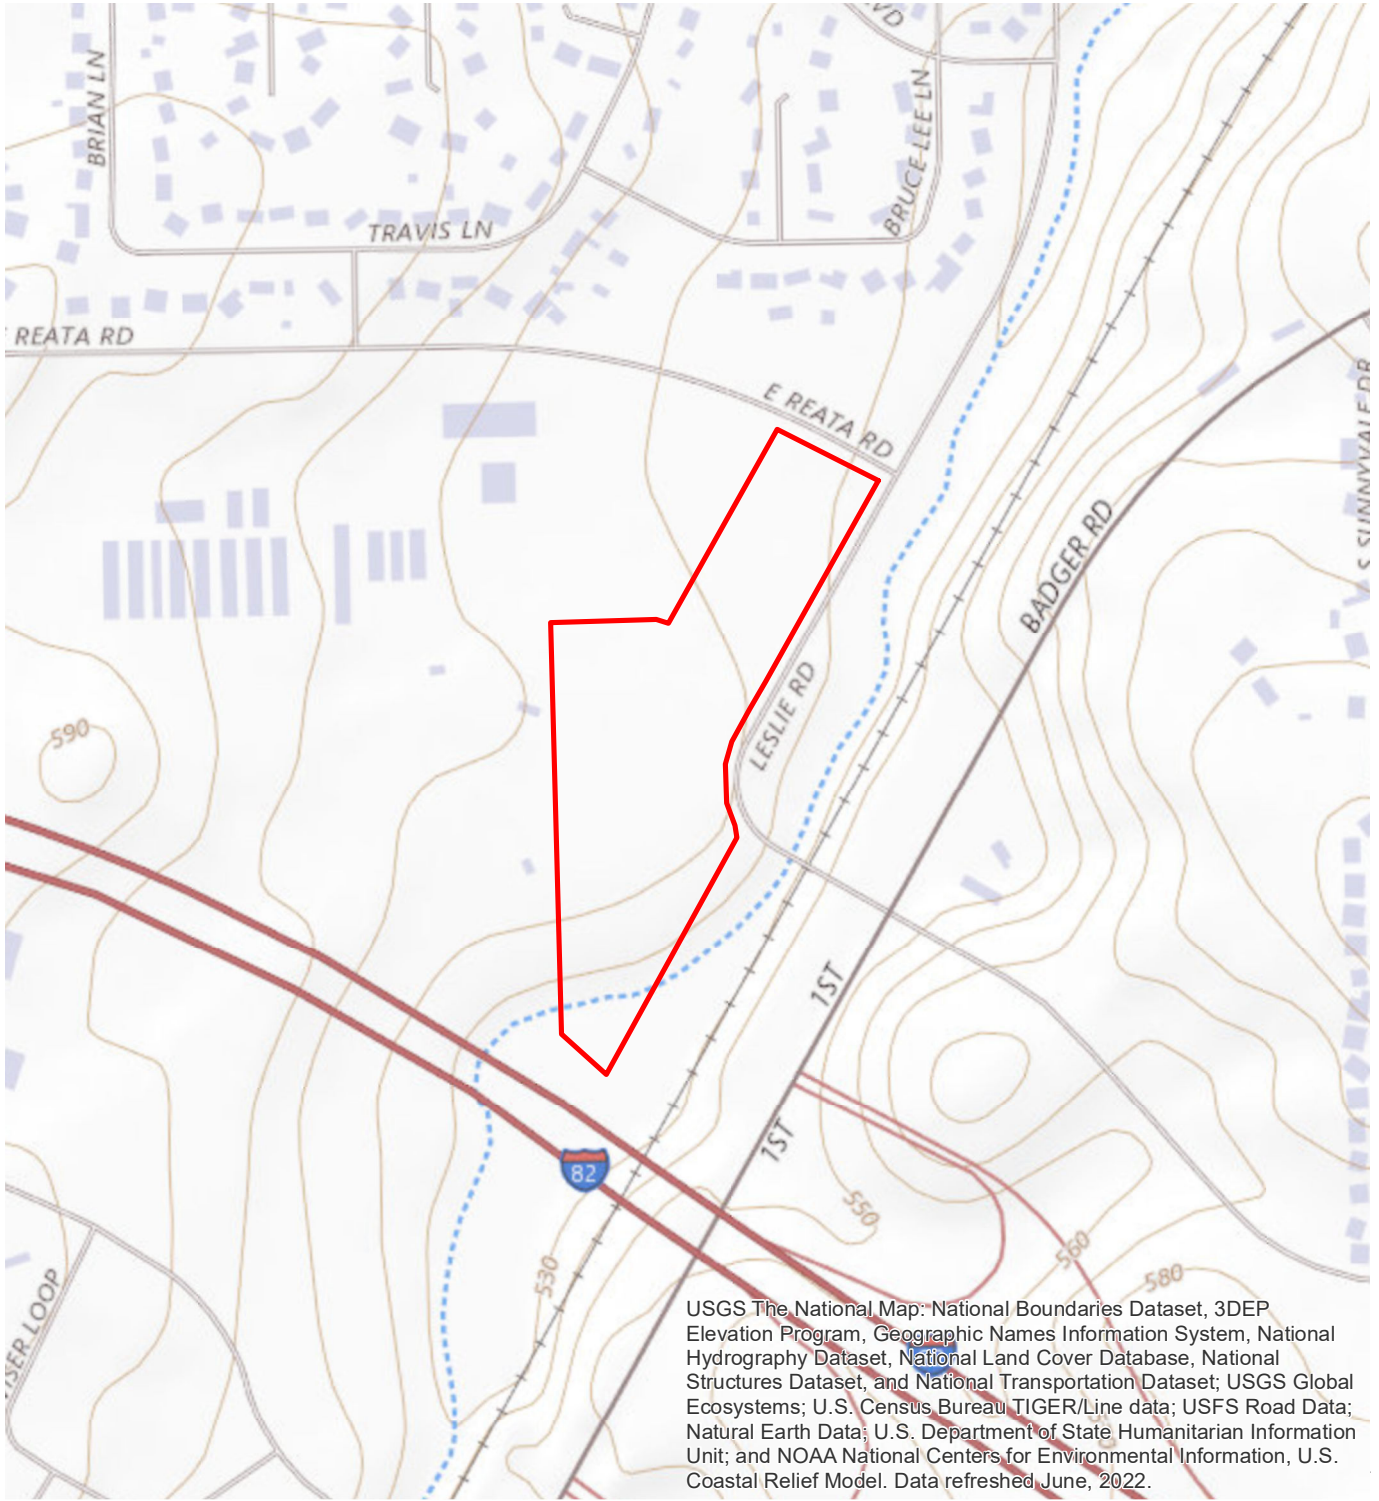 BRIAN LN
BRUCE LEE LN
TRAVIS LN
REATA RD
E REATA RD
S SUNNYVALE DR
BADGER RD
LESLIE RD
590
1ST
1ST
82
550
530
560
580
USGS The National Map: National Boundaries Dataset, 3DEP
Elevation Program, Geographic Names Information System, National
Hydrography Dataset, National Land Cover Database, National
Structures Dataset, and National Transportation Dataset; USGS Global
Ecosystems; U.S. Census Bureau TIGER/Line data; USFS Road Data;
Natural Earth Data; U.S. Department of State Humanitarian Information
Unit; and NOAA National Centers for Environmental Information, U.S.
Coastal Relief Model. Data refreshed June, 2022.
LOOP